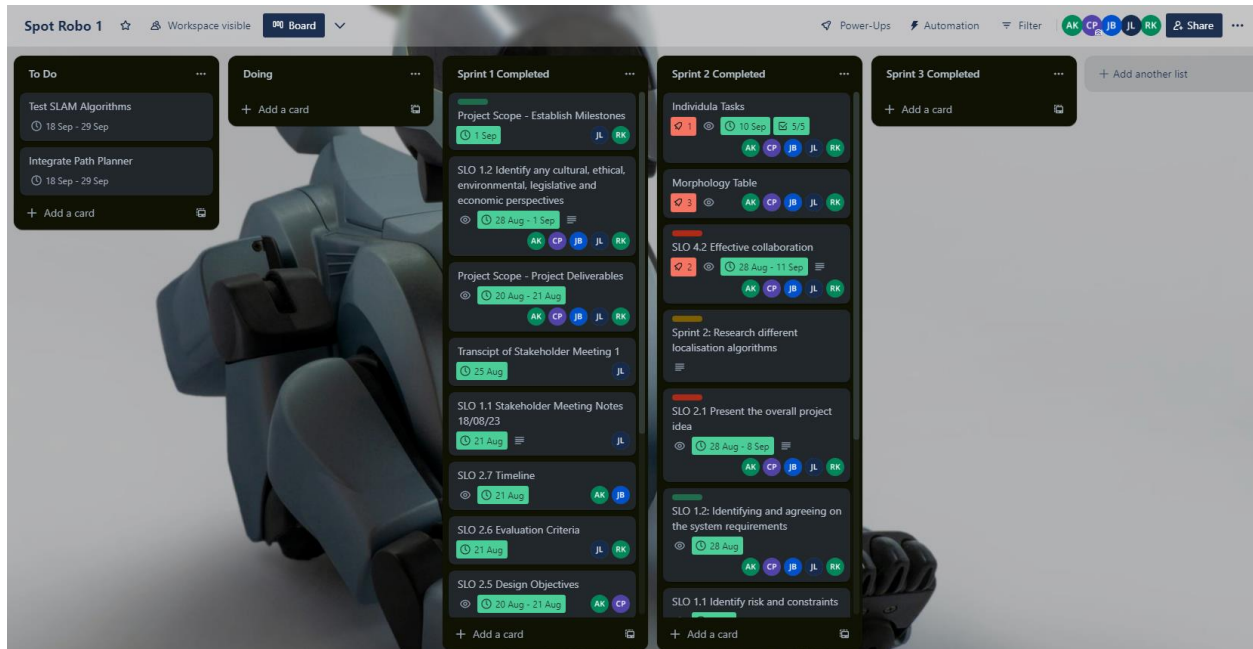 Spot Robo 1
Workspace visible
Board
Power-Ups
Automation
Filter
AK CP JB JL RK
Share
To Do
Test SLAM Algorithms
18 Sep - 29 Sep
Integrate Path Planner
18 Sep - 29 Sep
+ Add a card
Doing
+ Add a card
Sprint 1 Completed
Project Scope - Establish Milestones
1 Sep
JL RK
SLO 1.2 Identify any cultural, ethical,
environmental, legislative and
economic perspectives
28 Aug - 1 Sep
AK CP JB JL RK
Project Scope - Project Deliverables
20 Aug - 21 Aug
AK CP JB JL RK
Transcipt of Stakeholder Meeting 1
25 Aug
JL
SLO 1.1 Stakeholder Meeting Notes
18/08/23
21 Aug
JL
SLO 2.7 Timeline
21 Aug
AK JB
SLO 2.6 Evaluation Criteria
21 Aug
JL RK
SLO 2.5 Design Objectives
20 Aug - 21 Aug
AK CP
+ Add a card
Sprint 2 Completed
Individula Tasks
1 10 Sep 5/5
AK CP JB JL RK
Morphology Table
3
AK CP JB JL RK
SLO 4.2 Effective collaboration
2 28 Aug - 11 Sep
AK CP JB JL RK
Sprint 2: Research different
localisation algorithms
SLO 2.1 Present the overall project
idea
28 Aug - 8 Sep
AK CP JB JL RK
SLO 1.2: Identifying and agreeing on
the system requirements
28 Aug
AK CP JB JL RK
SLO 1.1 Identify risk and constraints
+ Add a card
Sprint 3 Completed
+ Add a card
+ Add another list